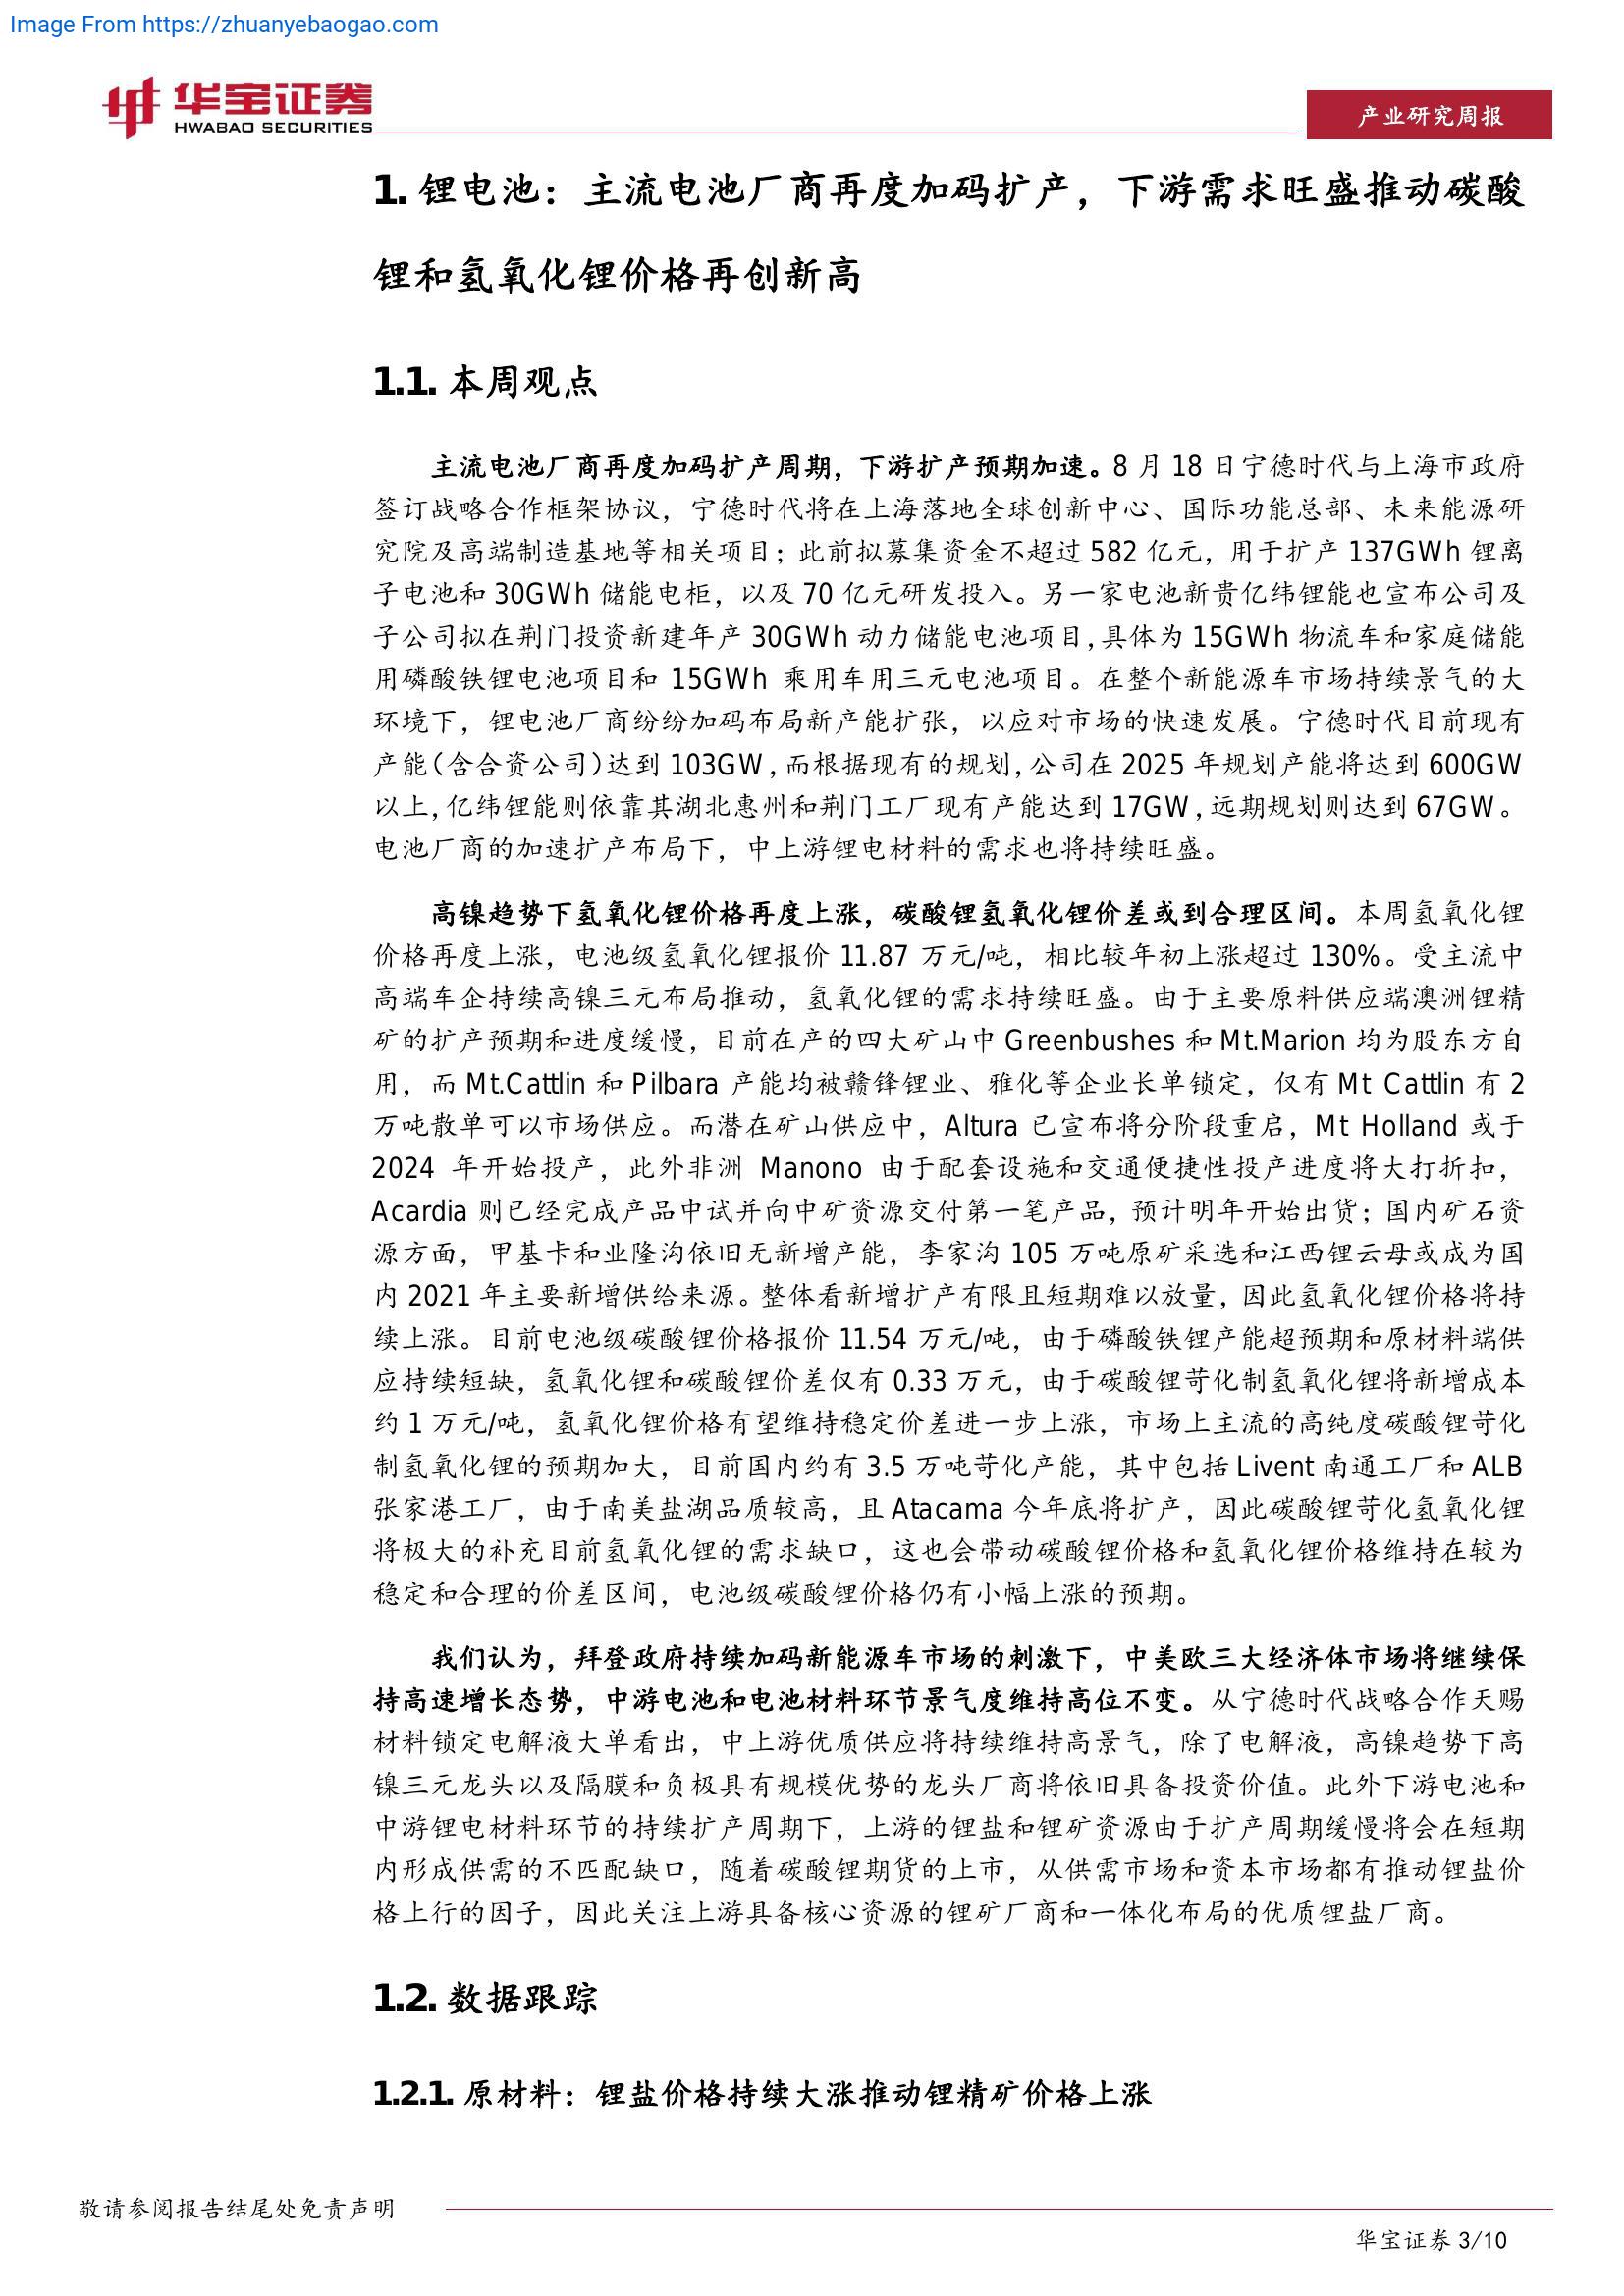 Image From https://zhuanyebaogao.com
华宝证券
HWABAO SECURITIES
产业研究周报
1. 锂电池：主流电池厂商再度加码扩产，下游需求旺盛推动碳酸
锂和氢氧化锂价格再创新高
1.1. 本周观点
主流电池厂商再度加码扩产周期，下游扩产预期加速。8 月 18 日宁德时代与上海市政府
签订战略合作框架协议，宁德时代将在上海落地全球创新中心、国际功能总部、未来能源研
究院及高端制造基地等相关项目；此前拟募集资金不超过 582 亿元，用于扩产 137GWh 锂离
子电池和 30GWh 储能电柜，以及 70 亿元研发投入。另一家电池新贵亿纬锂能也宣布公司及
子公司拟在荆门投资新建年产 30GWh 动力储能电池项目，具体为 15GWh 物流车和家庭储能
用磷酸铁锂电池项目和 15GWh 乘用车用三元电池项目。在整个新能源车市场持续景气的大
环境下，锂电池厂商纷纷加码布局新产能扩张，以应对市场的快速发展。宁德时代目前现有
产能（含合资公司）达到 103GW，而根据现有的规划，公司在 2025 年规划产能将达到 600GW
以上，亿纬锂能则依靠其湖北惠州和荆门工厂现有产能达到 17GW，远期规划则达到 67GW。
电池厂商的加速扩产布局下，中上游锂电材料的需求也将持续旺盛。
高镍趋势下氢氧化锂价格再度上涨，碳酸锂氢氧化锂价差或到合理区间。本周氢氧化锂
价格再度上涨，电池级氢氧化锂报价 11.87 万元/吨，相比较年初上涨超过 130%。受主流中
高端车企持续高镍三元布局推动，氢氧化锂的需求持续旺盛。由于主要原料供应端澳洲锂精
矿的扩产预期和进度缓慢，目前在产的四大矿山中 Greenbushes 和 Mt.Marion 均为股东方自
用，而 Mt.Cattlin 和 Pilbara 产能均被赣锋锂业、雅化等企业长单锁定，仅有 Mt Cattlin 有 2
万吨散单可以市场供应。而潜在矿山供应中，Altura 已宣布将分阶段重启，Mt Holland 或于
2024 年开始投产，此外非洲 Manono 由于配套设施和交通便捷性投产进度将大打折扣，
Acardia 则已经完成产品中试并向中矿资源交付第一笔产品，预计明年开始出货；国内矿石资
源方面，甲基卡和业隆沟依旧无新增产能，李家沟 105 万吨原矿采选和江西锂云母或成为国
内 2021 年主要新增供给来源。整体看新增扩产有限且短期难以放量，因此氢氧化锂价格将持
续上涨。目前电池级碳酸锂价格报价 11.54 万元/吨，由于磷酸铁锂产能超预期和原材料端供
应持续短缺，氢氧化锂和碳酸锂价差仅有 0.33 万元，由于碳酸锂苛化制氢氧化锂将新增成本
约 1 万元/吨，氢氧化锂价格有望维持稳定价差进一步上涨，市场上主流的高纯度碳酸锂苛化
制氢氧化锂的预期加大，目前国内约有 3.5 万吨苛化产能，其中包括 Livent 南通工厂和 ALB
张家港工厂，由于南美盐湖品质较高，且 Atacama 今年底将扩产，因此碳酸锂苛化氢氧化锂
将极大的补充目前氢氧化锂的需求缺口，这也会带动碳酸锂价格和氢氧化锂价格维持在较为
稳定和合理的价差区间，电池级碳酸锂价格仍有小幅上涨的预期。
我们认为，拜登政府持续加码新能源车市场的刺激下，中美欧三大经济体市场将继续保
持高速增长态势，中游电池和电池材料环节景气度维持高位不变。从宁德时代战略合作天赐
材料锁定电解液大单看出，中上游优质供应将持续维持高景气，除了电解液，高镍趋势下高
镍三元龙头以及隔膜和负极具有规模优势的龙头厂商将依旧具备投资价值。此外下游电池和
中游锂电材料环节的持续扩产周期下，上游的锂盐和锂矿资源由于扩产周期缓慢将会在短期
内形成供需的不匹配缺口，随着碳酸锂期货的上市，从供需市场和资本市场都有推动锂盐价
格上行的因子，因此关注上游具备核心资源的锂矿厂商和一体化布局的优质锂盐厂商。
1.2. 数据跟踪
1.2.1. 原材料：锂盐价格持续大涨推动锂精矿价格上涨
敬请参阅报告结尾处免责声明
华宝证券 3/10